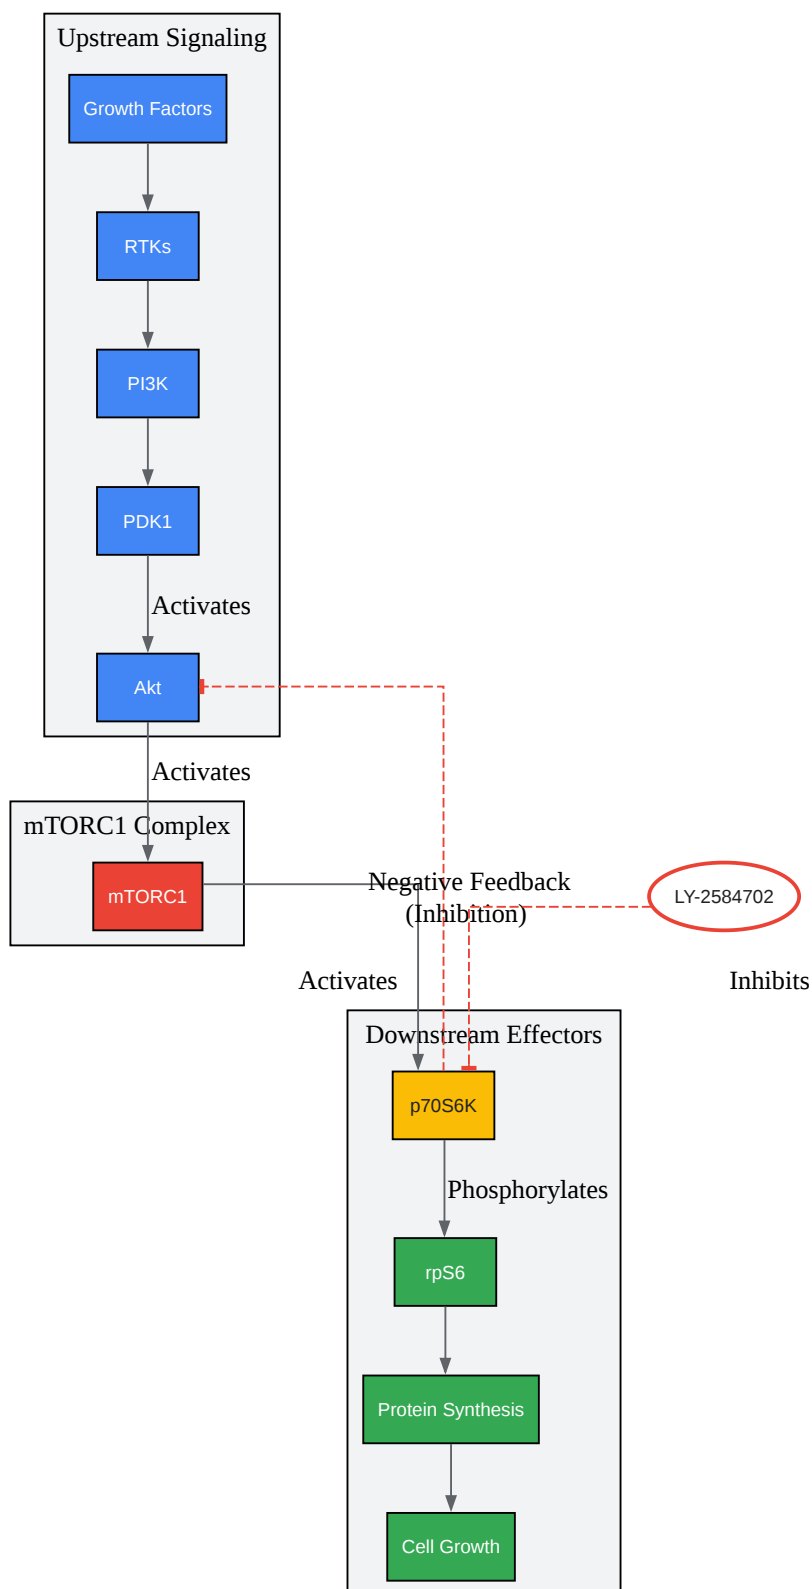 Upstream Signaling
Growth Factors
RTKs
PI3K
PDK1
Activates
Akt
Activates
mTORC1 Complex
mTORC1
Negative Feedback
(Inhibition)
LY-2584702
Activates
Inhibits
Downstream Effectors
p70S6K
Phosphorylates
rpS6
Protein Synthesis
Cell Growth